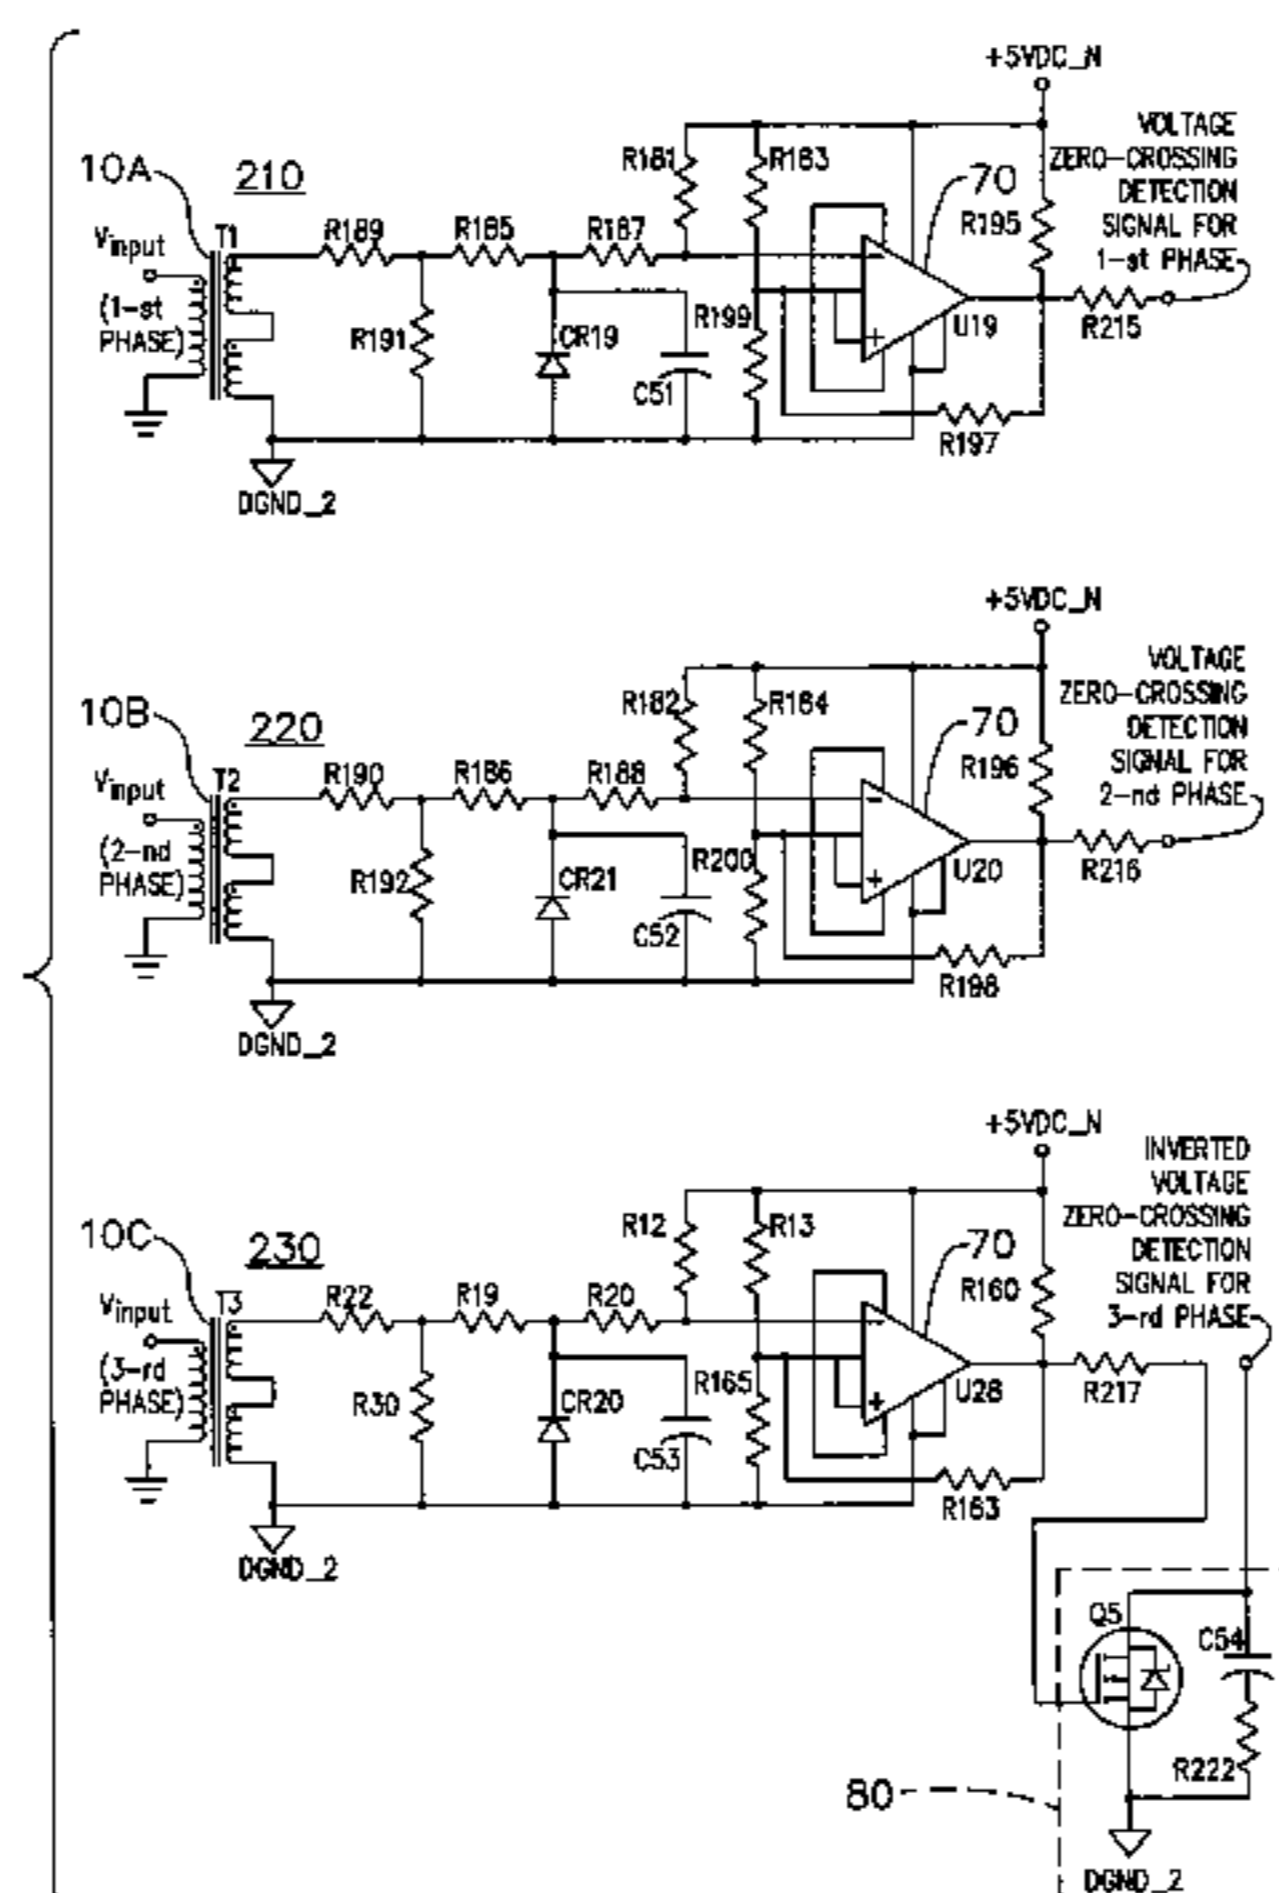 +5VDC_N
10A
210
R181
R183
70
VOLTAGE
ZERO-CROSSING
DETECTION
SIGNAL FOR
1-st PHASE
Vinput
T1
R189
R185
R187
R195
(1-st
PHASE)
R191
CR19
C51
R199
U19
R215
R197
DGND_2
+5VDC_N
10B
220
R182
R184
70
VOLTAGE
ZERO-CROSSING
DETECTION
SIGNAL FOR
2-nd PHASE
Vinput
T2
R190
R186
R188
R196
(2-nd
PHASE)
R192
CR21
C52
R200
U20
R216
R198
DGND_2
+5VDC_N
10C
230
R12
R13
70
INVERTED
VOLTAGE
ZERO-CROSSING
DETECTION
SIGNAL FOR
3-rd PHASE
Vinput
T3
R22
R19
R20
R160
(3-rd
PHASE)
R30
CR20
C53
R165
U28
R217
R163
DGND_2
Q5
C54
R222
80
DGND_2